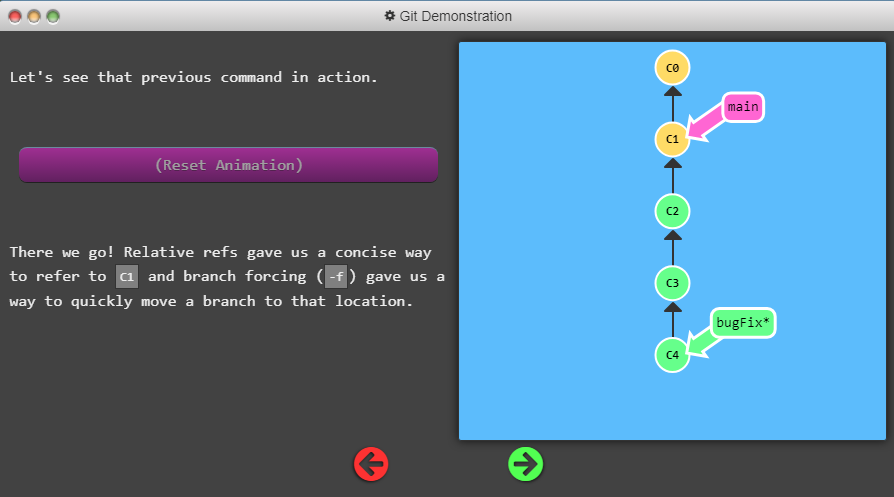 Git Demonstration
Let's see that previous command in action.
(Reset Animation)
There we go! Relative refs gave us a concise way
to refer to C1 and branch forcing (-f) gave us a
way to quickly move a branch to that location.
C0
main
C1
C2
C3
bugFix*
C4